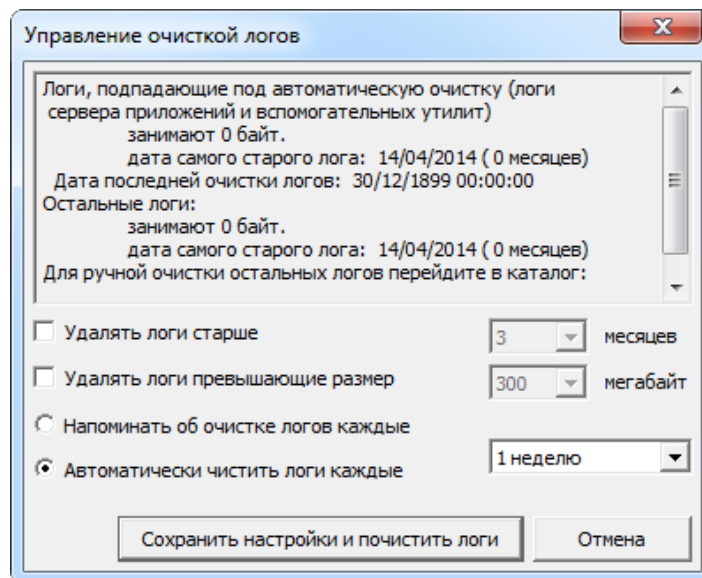 Управление очисткой логов
Логи, подпадающие под автоматическую очистку (логи
сервера приложений и вспомогательных утилит)
занимают 0 байт.
дата самого старого лога: 14/04/2014 ( 0 месяцев)
Дата последней очистки логов: 30/12/1899 00:00:00
Остальные логи:
занимают 0 байт.
дата самого старого лога: 14/04/2014 ( 0 месяцев)
Для ручной очистки остальных логов перейдите в каталог:
Удалять логи старше 3 месяцев
Удалять логи превышающие размер 300 мегабайт
Напоминать об очистке логов каждые
Автоматически чистить логи каждые 1 неделю
Сохранить настройки и почистить логи Отмена